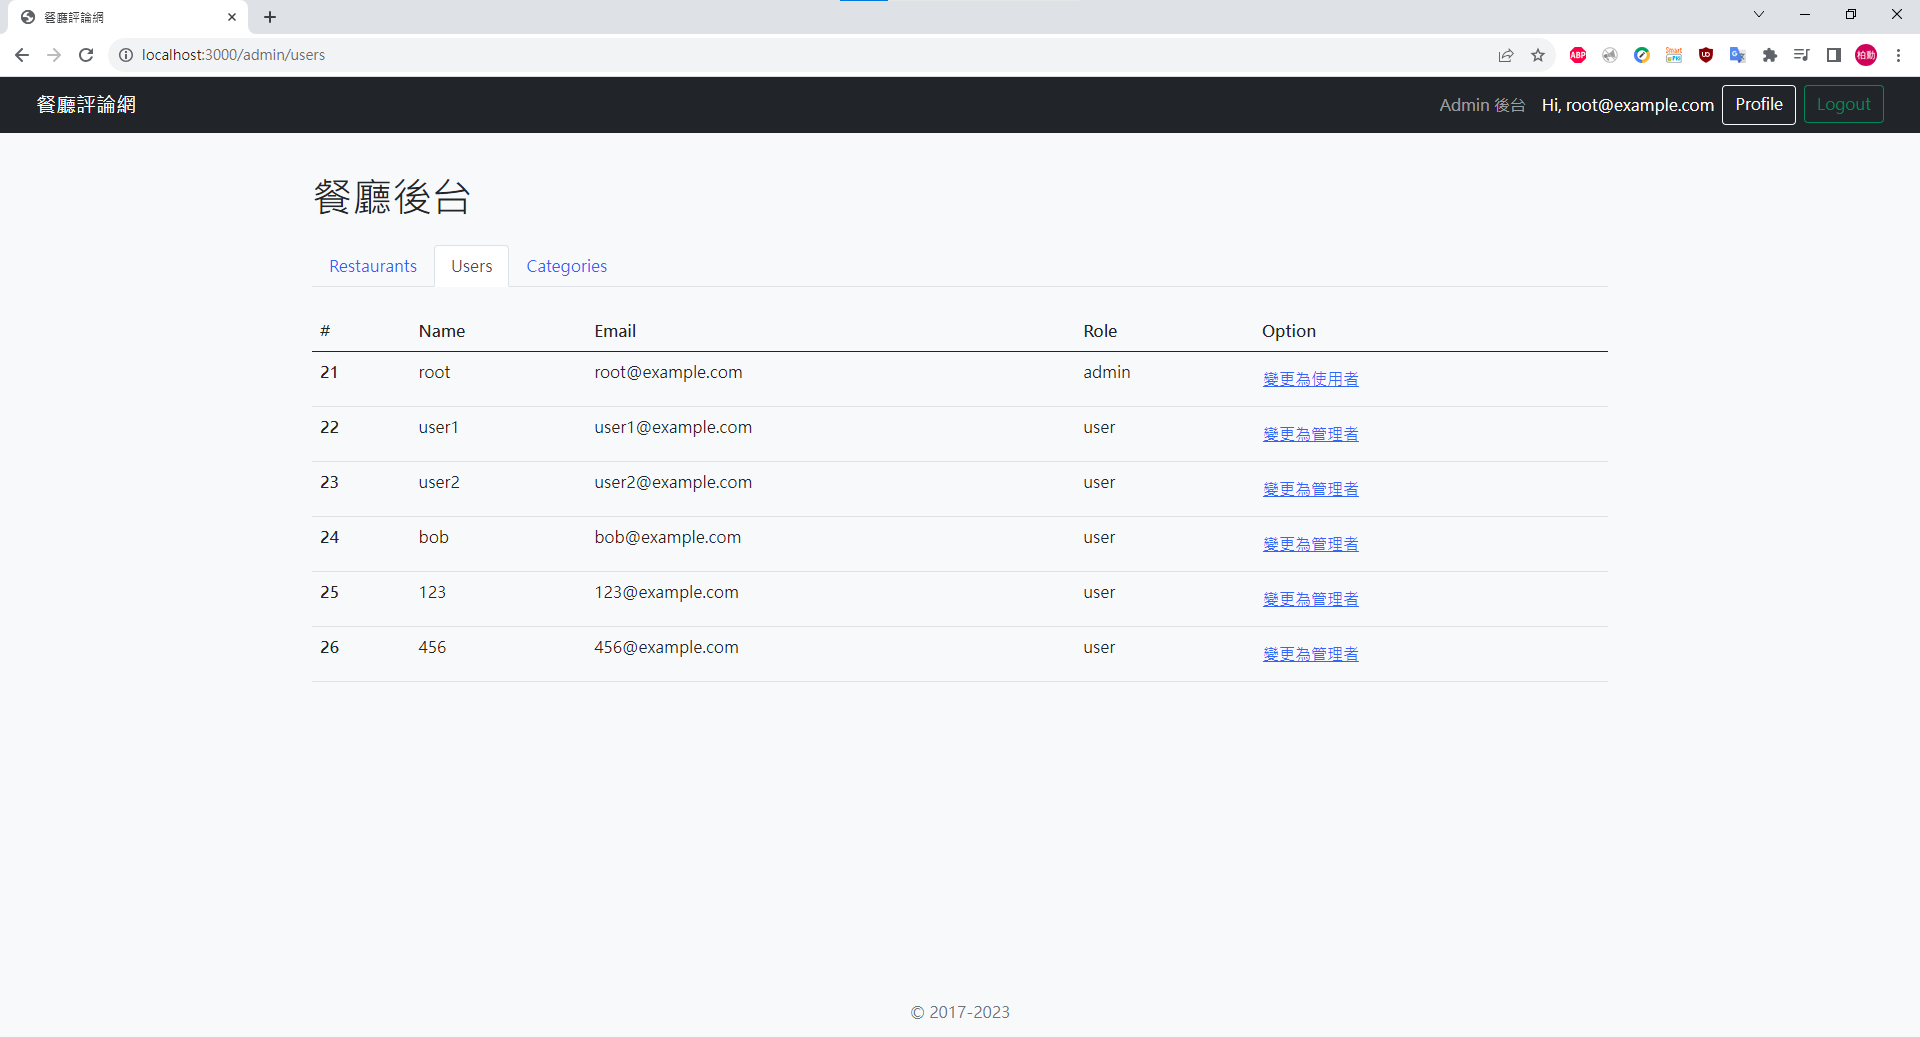 餐廳評論網
localhost:3000/admin/users
ABP
Smart
PKI
柏勳
餐廳評論網
Admin 後台 Hi, root@example.com Profile Logout
餐廳後台
Restaurants Users Categories
# Name Email Role Option
21 root root@example.com admin 變更為使用者
22 user1 user1@example.com user 變更為管理者
23 user2 user2@example.com user 變更為管理者
24 bob bob@example.com user 變更為管理者
25 123 123@example.com user 變更為管理者
26 456 456@example.com user 變更為管理者
© 2017-2023